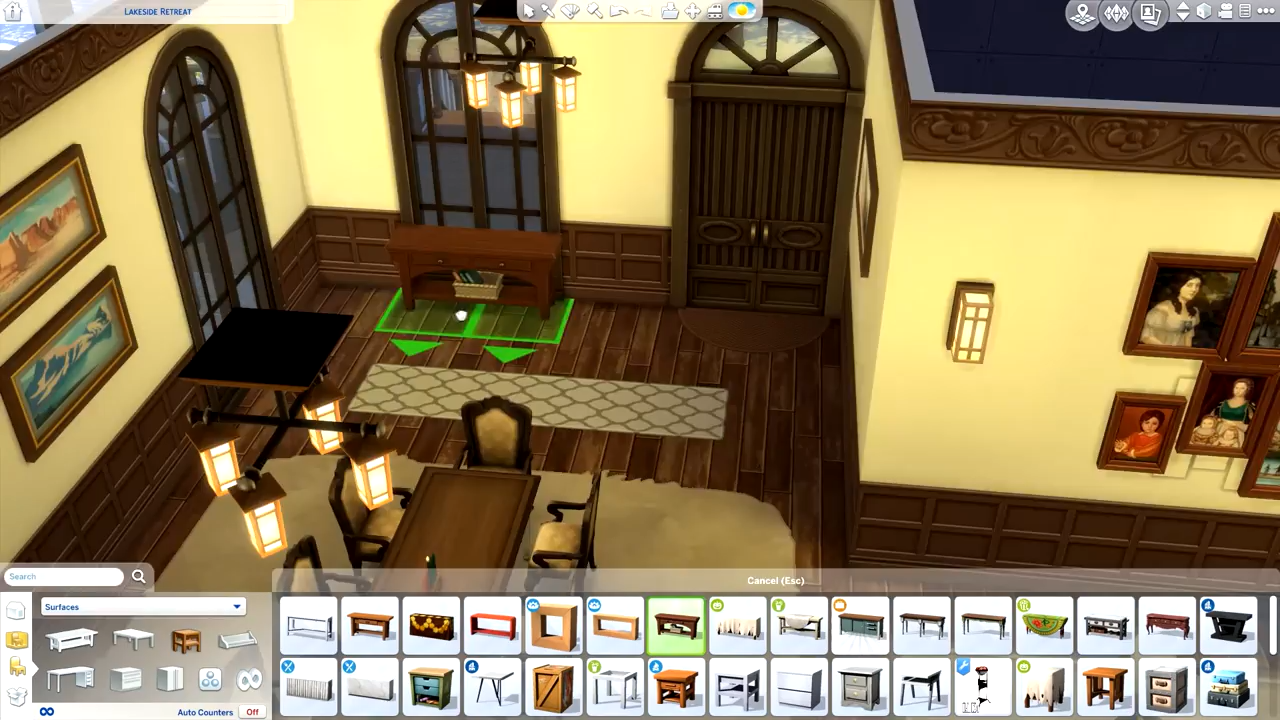 LAKESIDE RETREAT
Cancel (Esc)
Search
Surfaces
Auto Counters Off